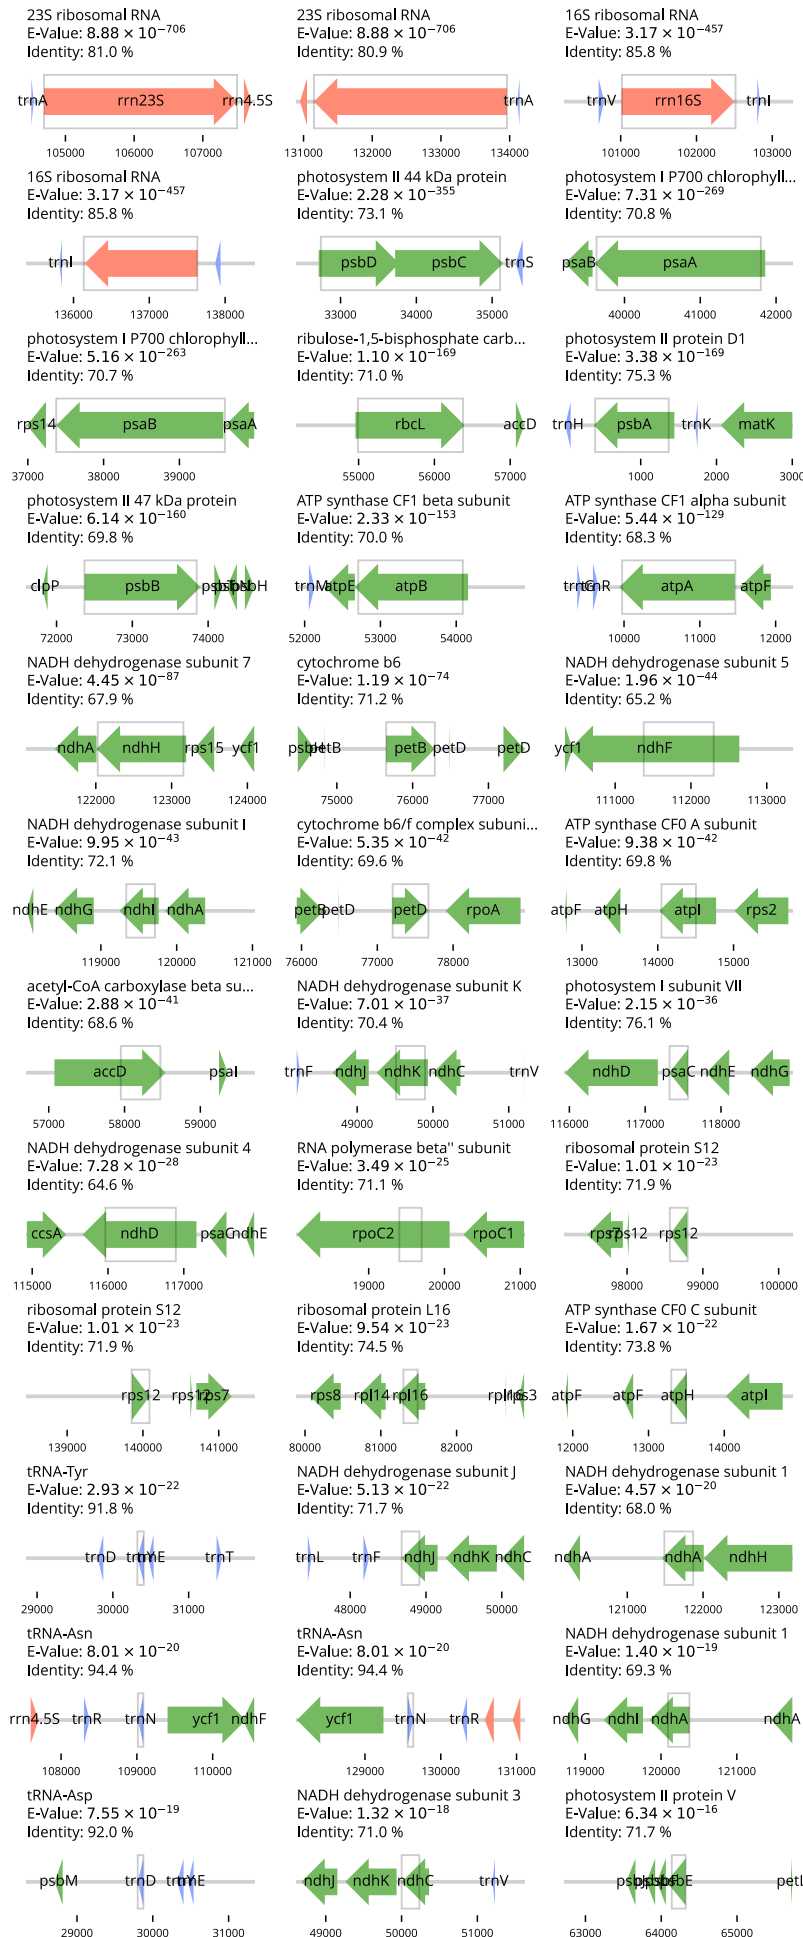 23S ribosomal RNA
E-Value: 8.88 × 10⁻⁷⁰⁶
Identity: 81.0 %
trnA rrn23S rrn4.5S
105000 106000 107000
23S ribosomal RNA
E-Value: 8.88 × 10⁻⁷⁰⁶
Identity: 80.9 %
trnA
131000 132000 133000 134000
16S ribosomal RNA
E-Value: 3.17 × 10⁻⁴⁵⁷
Identity: 85.8 %
trnV rrn16S trnI
101000 102000 103000
16S ribosomal RNA
E-Value: 3.17 × 10⁻⁴⁵⁷
Identity: 85.8 %
trnI
136000 137000 138000
photosystem II 44 kDa protein
E-Value: 2.28 × 10⁻³⁵⁵
Identity: 73.1 %
psbD psbC trnS
33000 34000 35000
photosystem I P700 chlorophyll...
E-Value: 7.31 × 10⁻²⁶⁹
Identity: 70.8 %
psaB psaA
40000 41000 42000
photosystem I P700 chlorophyll...
E-Value: 5.16 × 10⁻²⁶³
Identity: 70.7 %
rps14 psaB psaA
37000 38000 39000
ribulose-1,5-bisphosphate carb...
E-Value: 1.10 × 10⁻¹⁶⁹
Identity: 71.0 %
rbcL accD
55000 56000 57000
photosystem II protein D1
E-Value: 3.38 × 10⁻¹⁶⁹
Identity: 75.3 %
trnH psbA trnK matK
1000 2000 3000
photosystem II 47 kDa protein
E-Value: 6.14 × 10⁻¹⁶⁰
Identity: 69.8 %
clpP psbB psbT psbN psbH
72000 73000 74000
ATP synthase CF1 beta subunit
E-Value: 2.33 × 10⁻¹⁵³
Identity: 70.0 %
trnM atpE atpB
52000 53000 54000
ATP synthase CF1 alpha subunit
E-Value: 5.44 × 10⁻¹²⁹
Identity: 68.3 %
trnG trnR atpA atpF
10000 11000 12000
NADH dehydrogenase subunit 7
E-Value: 4.45 × 10⁻⁸⁷
Identity: 67.9 %
ndhA ndhH rps15 ycf1
122000 123000 124000
cytochrome b6
E-Value: 1.19 × 10⁻⁷⁴
Identity: 71.2 %
psbH petB petB petD petD
75000 76000 77000
NADH dehydrogenase subunit 5
E-Value: 1.96 × 10⁻⁴⁴
Identity: 65.2 %
ycf1 ndhF
111000 112000 113000
NADH dehydrogenase subunit I
E-Value: 9.95 × 10⁻⁴³
Identity: 72.1 %
ndhE ndhG ndhI ndhA
119000 120000 121000
cytochrome b6/f complex subuni...
E-Value: 5.35 × 10⁻⁴²
Identity: 69.6 %
petB petD petD rpoA
76000 77000 78000
ATP synthase CF0 A subunit
E-Value: 9.38 × 10⁻⁴²
Identity: 69.8 %
atpF atpH atpI rps2
13000 14000 15000
acetyl-CoA carboxylase beta su...
E-Value: 2.88 × 10⁻⁴¹
Identity: 68.6 %
accD psaI
57000 58000 59000
NADH dehydrogenase subunit K
E-Value: 7.01 × 10⁻³⁷
Identity: 70.4 %
trnF ndhJ ndhK ndhC trnV
49000 50000 51000
photosystem I subunit VII
E-Value: 2.15 × 10⁻³⁶
Identity: 76.1 %
ndhD psaC ndhE ndhG
116000 117000 118000
NADH dehydrogenase subunit 4
E-Value: 7.28 × 10⁻²⁸
Identity: 64.6 %
ccsA ndhD psaC ndhE
115000 116000 117000
RNA polymerase beta'' subunit
E-Value: 3.49 × 10⁻²⁵
Identity: 71.1 %
rpoC2 rpoC1
19000 20000 21000
ribosomal protein S12
E-Value: 1.01 × 10⁻²³
Identity: 71.9 %
rps7 rps12 rps12
98000 99000 100000
ribosomal protein S12
E-Value: 1.01 × 10⁻²³
Identity: 71.9 %
rps12 rps12 rps7
139000 140000 141000
ribosomal protein L16
E-Value: 9.54 × 10⁻²³
Identity: 74.5 %
rps8 rpl14 rpl16 rpl16 rps3
80000 81000 82000
ATP synthase CF0 C subunit
E-Value: 1.67 × 10⁻²²
Identity: 73.8 %
atpF atpF atpH atpI
12000 13000 14000
tRNA-Tyr
E-Value: 2.93 × 10⁻²²
Identity: 91.8 %
trnD trnY trnE trnT
29000 30000 31000
NADH dehydrogenase subunit J
E-Value: 5.13 × 10⁻²²
Identity: 71.7 %
trnL trnF ndhJ ndhK ndhC
48000 49000 50000
NADH dehydrogenase subunit 1
E-Value: 4.57 × 10⁻²⁰
Identity: 68.0 %
ndhA ndhA ndhH
121000 122000 123000
tRNA-Asn
E-Value: 8.01 × 10⁻²⁰
Identity: 94.4 %
rrn4.5S trnR trnN ycf1 ndhF
108000 109000 110000
tRNA-Asn
E-Value: 8.01 × 10⁻²⁰
Identity: 94.4 %
ycf1 trnN trnR
129000 130000 131000
NADH dehydrogenase subunit 1
E-Value: 1.40 × 10⁻¹⁹
Identity: 69.3 %
ndhG ndhI ndhA ndhA
119000 120000 121000
tRNA-Asp
E-Value: 7.55 × 10⁻¹⁹
Identity: 92.0 %
psbM trnD trnY trnE
29000 30000 31000
NADH dehydrogenase subunit 3
E-Value: 1.32 × 10⁻¹⁸
Identity: 71.0 %
ndhJ ndhK ndhC trnV
49000 50000 51000
photosystem II protein V
E-Value: 6.34 × 10⁻¹⁶
Identity: 71.7 %
psbJ psbE petL
63000 64000 65000